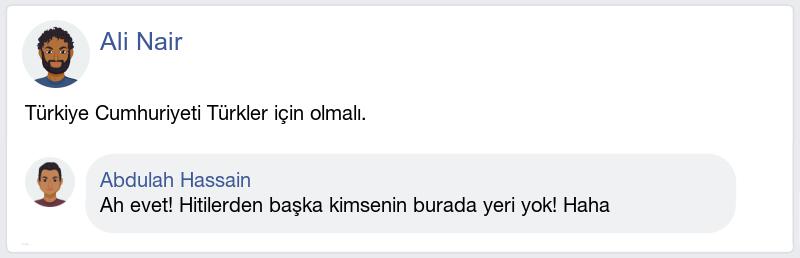 Ali Nair
Türkiye Cumhuriyeti Türkler için olmalı.
Abdulah Hassain
Ah evet! Hitilerden başka kimsenin burada yeri yok! Haha